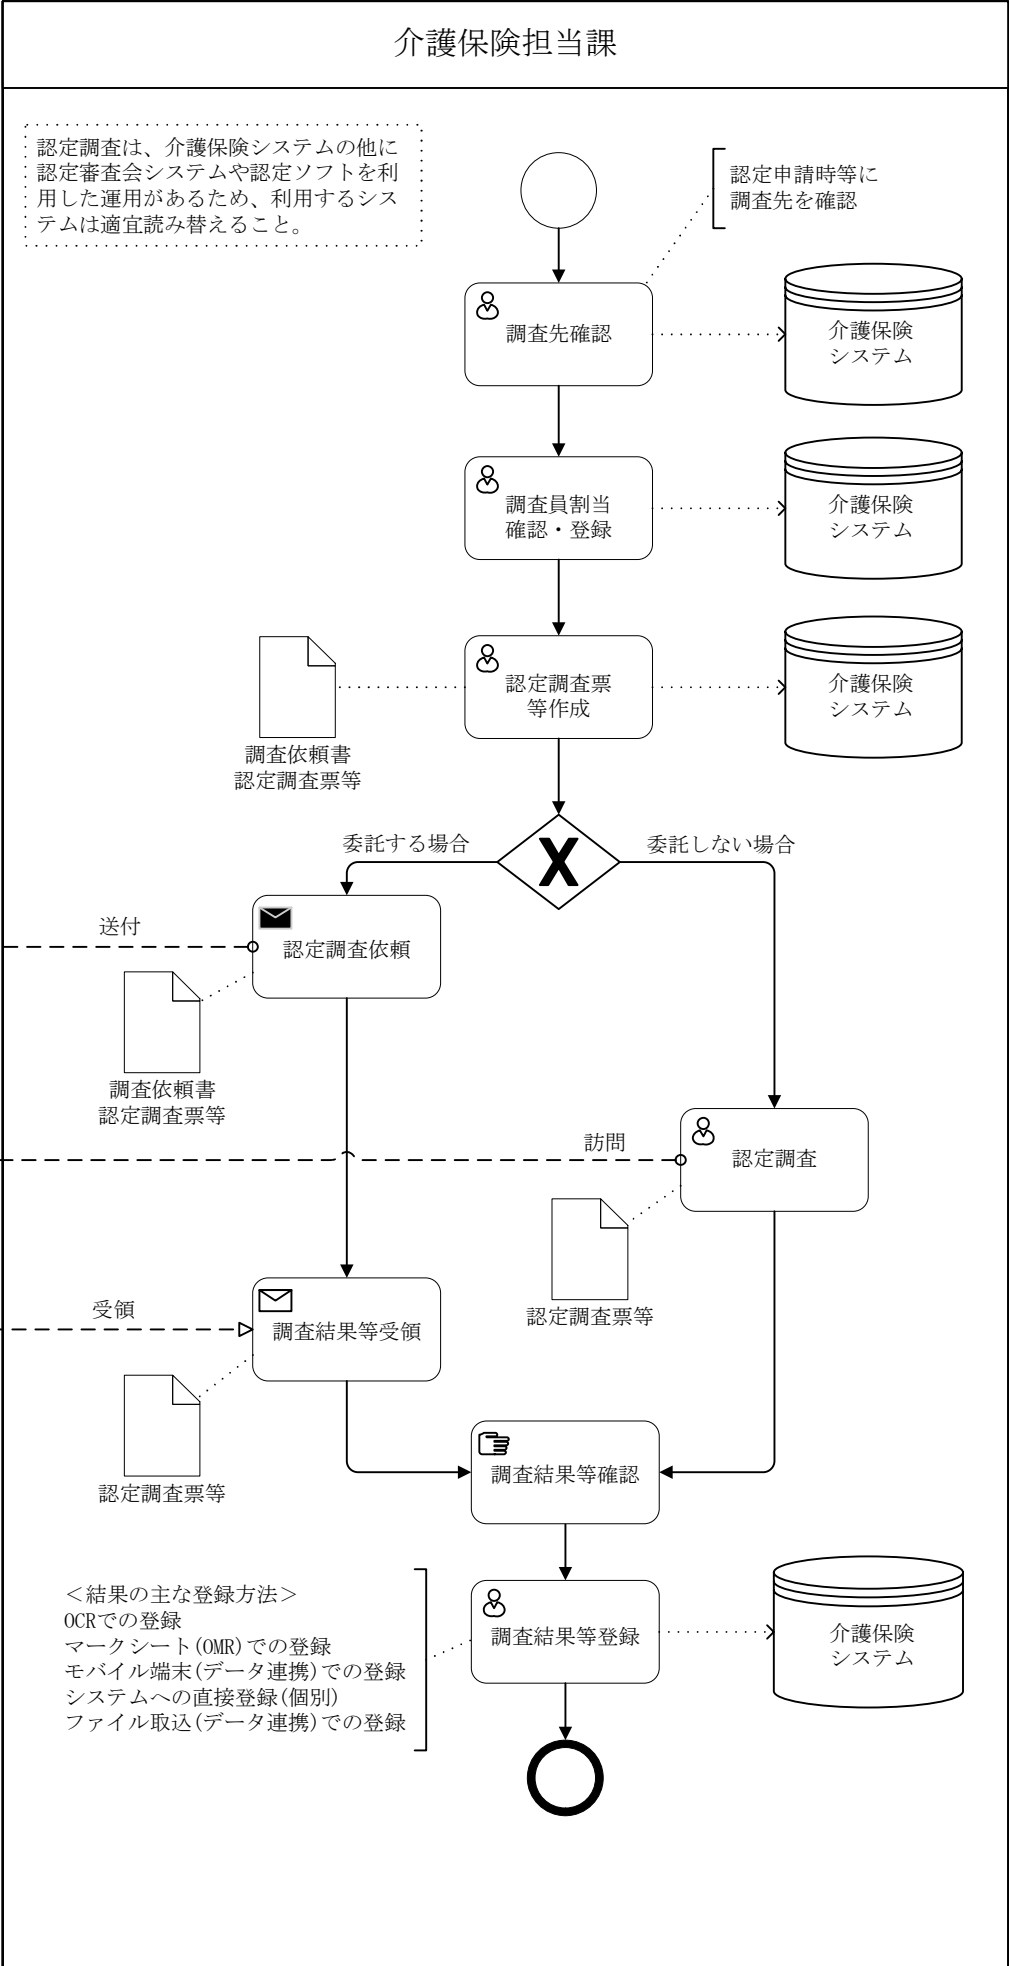 介護保険担当課
認定調査は、介護保険システムの他に
認定審査会システムや認定ソフトを利
用した運用があるため、利用するシス
テムは適宜読み替えること。
認定申請時等に
調査先を確認
調査先確認
介護保険
システム
調査員割当
確認・登録
介護保険
システム
認定調査票
等作成
介護保険
システム
調査依頼書
認定調査票等
委託する場合
X
委託しない場合
送付
認定調査依頼
調査依頼書
認定調査票等
訪問
認定調査
認定調査票等
受領
調査結果等受領
認定調査票等
調査結果等確認
＜結果の主な登録方法＞
OCRでの登録
マークシート(OMR)での登録
モバイル端末(データ連携)での登録
システムへの直接登録(個別)
ファイル取込(データ連携)での登録
調査結果等登録
介護保険
システム